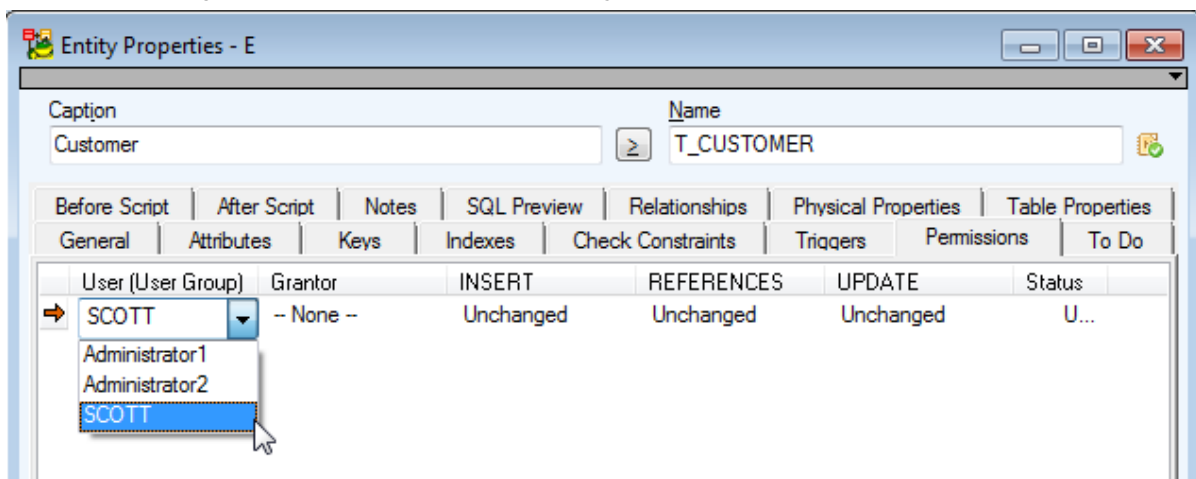 Entity Properties - E
Caption Name
Customer ≥ T_CUSTOMER
Before Script After Script Notes SQL Preview Relationships Physical Properties Table Properties
General Attributes Keys Indexes Check Constraints Triggers Permissions To Do
User (User Group) Grantor INSERT REFERENCES UPDATE Status
SCOTT -- None -- Unchanged Unchanged Unchanged U...
Administrator1
Administrator2
SCOTT